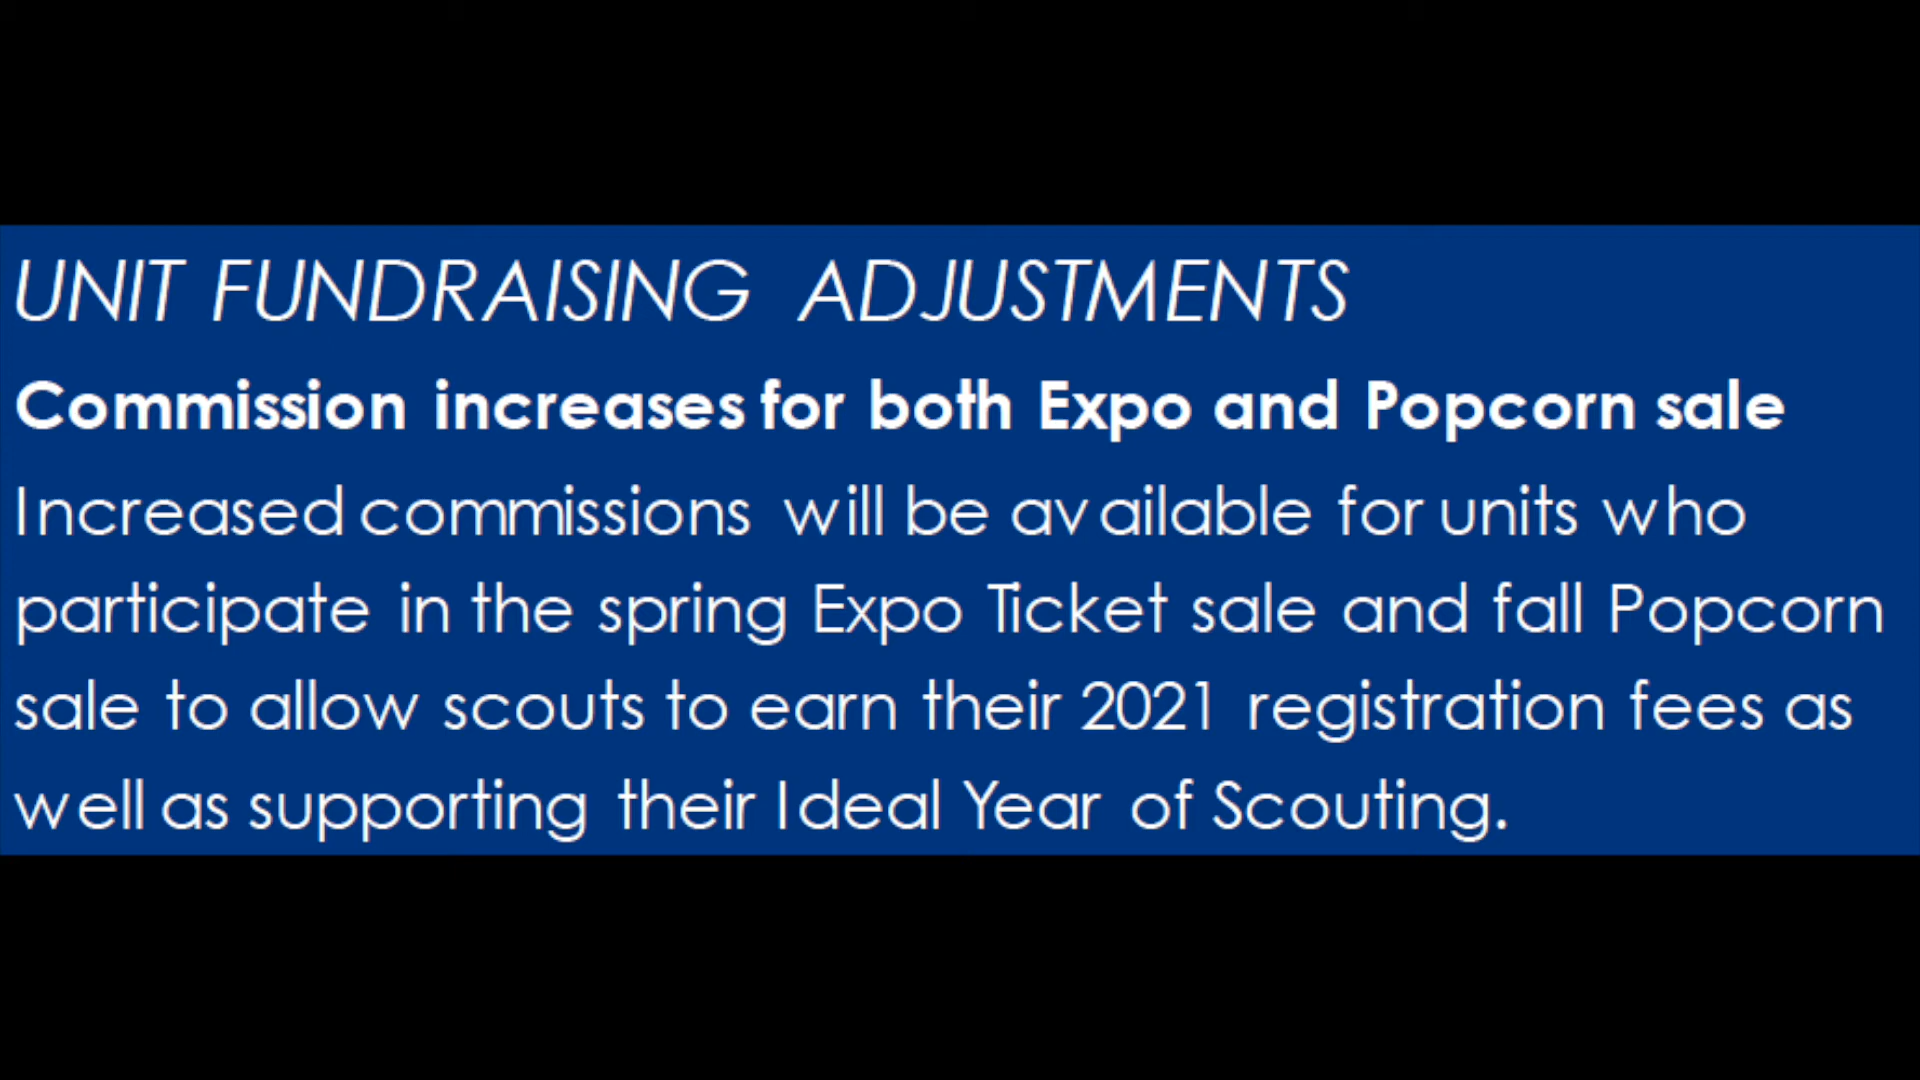 UNIT FUNDRAISING ADJUSTMENTS
Commission increases for both Expo and Popcorn sale
Increased commissions will be available for units who
participate in the spring Expo Ticket sale and fall Popcorn
sale to allow scouts to earn their 2021 registration fees as
well as supporting their Ideal Year of Scouting.